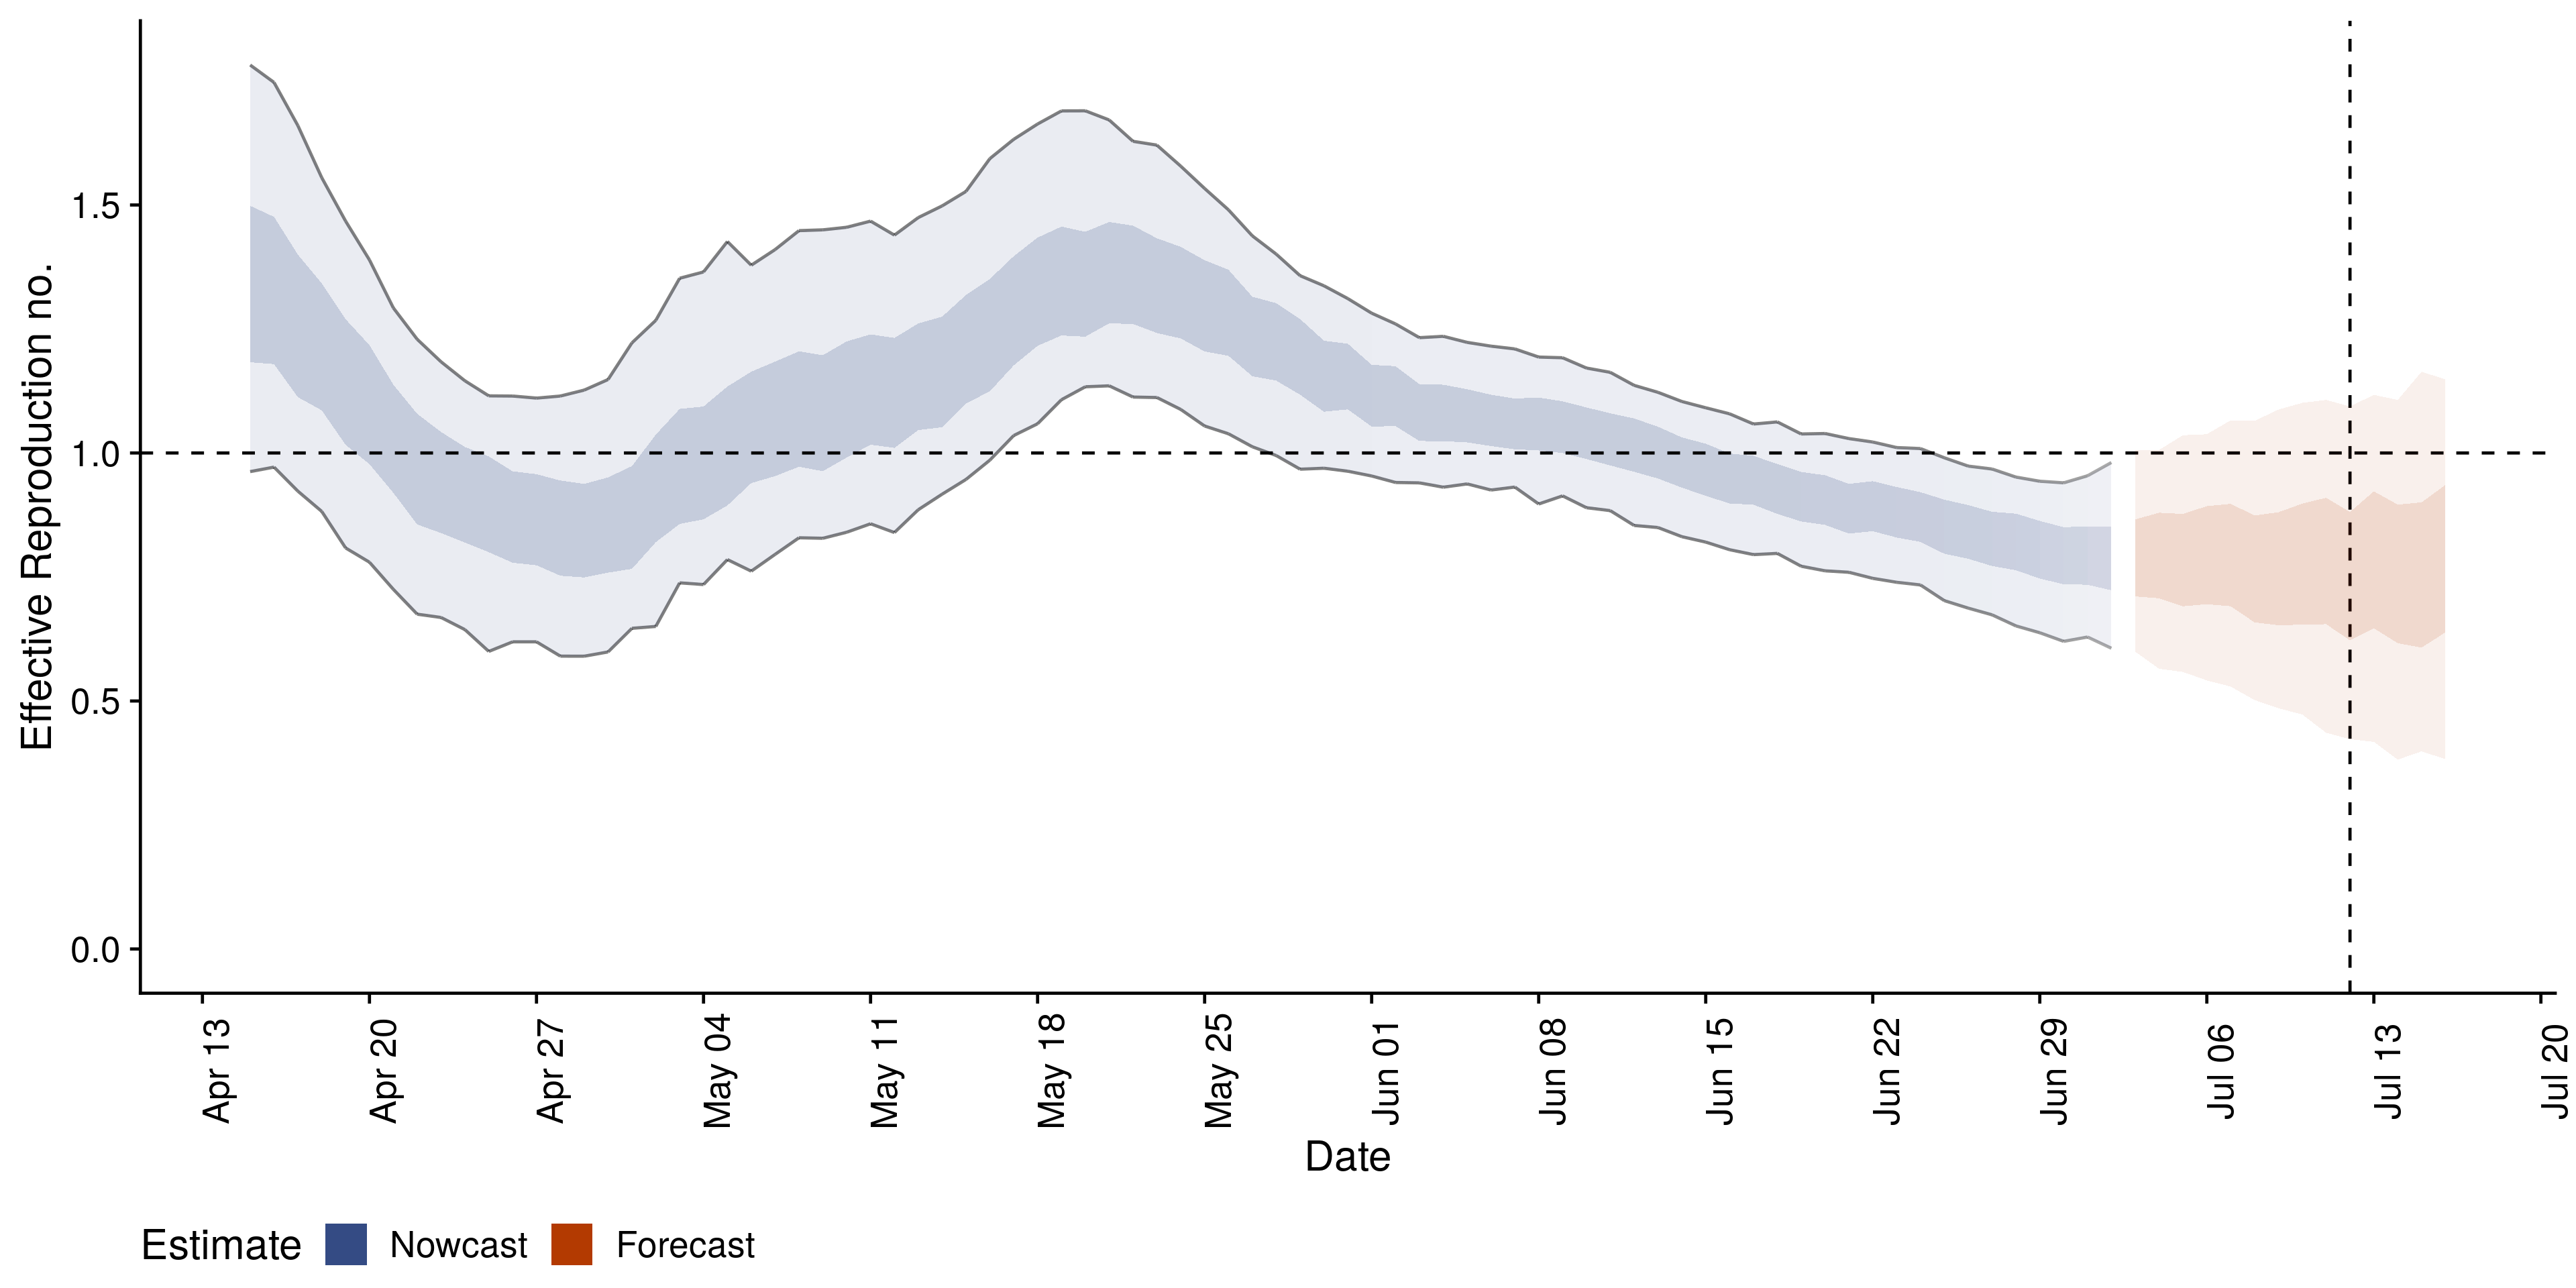 Effective Reproduction no.
1.5
1.0
0.5
0.0
Apr 13
Apr 20
Apr 27
May 04
May 11
May 18
May 25
Jun 01
Jun 08
Jun 15
Jun 22
Jun 29
Jul 06
Jul 13
Jul 20
Date
Estimate Nowcast Forecast